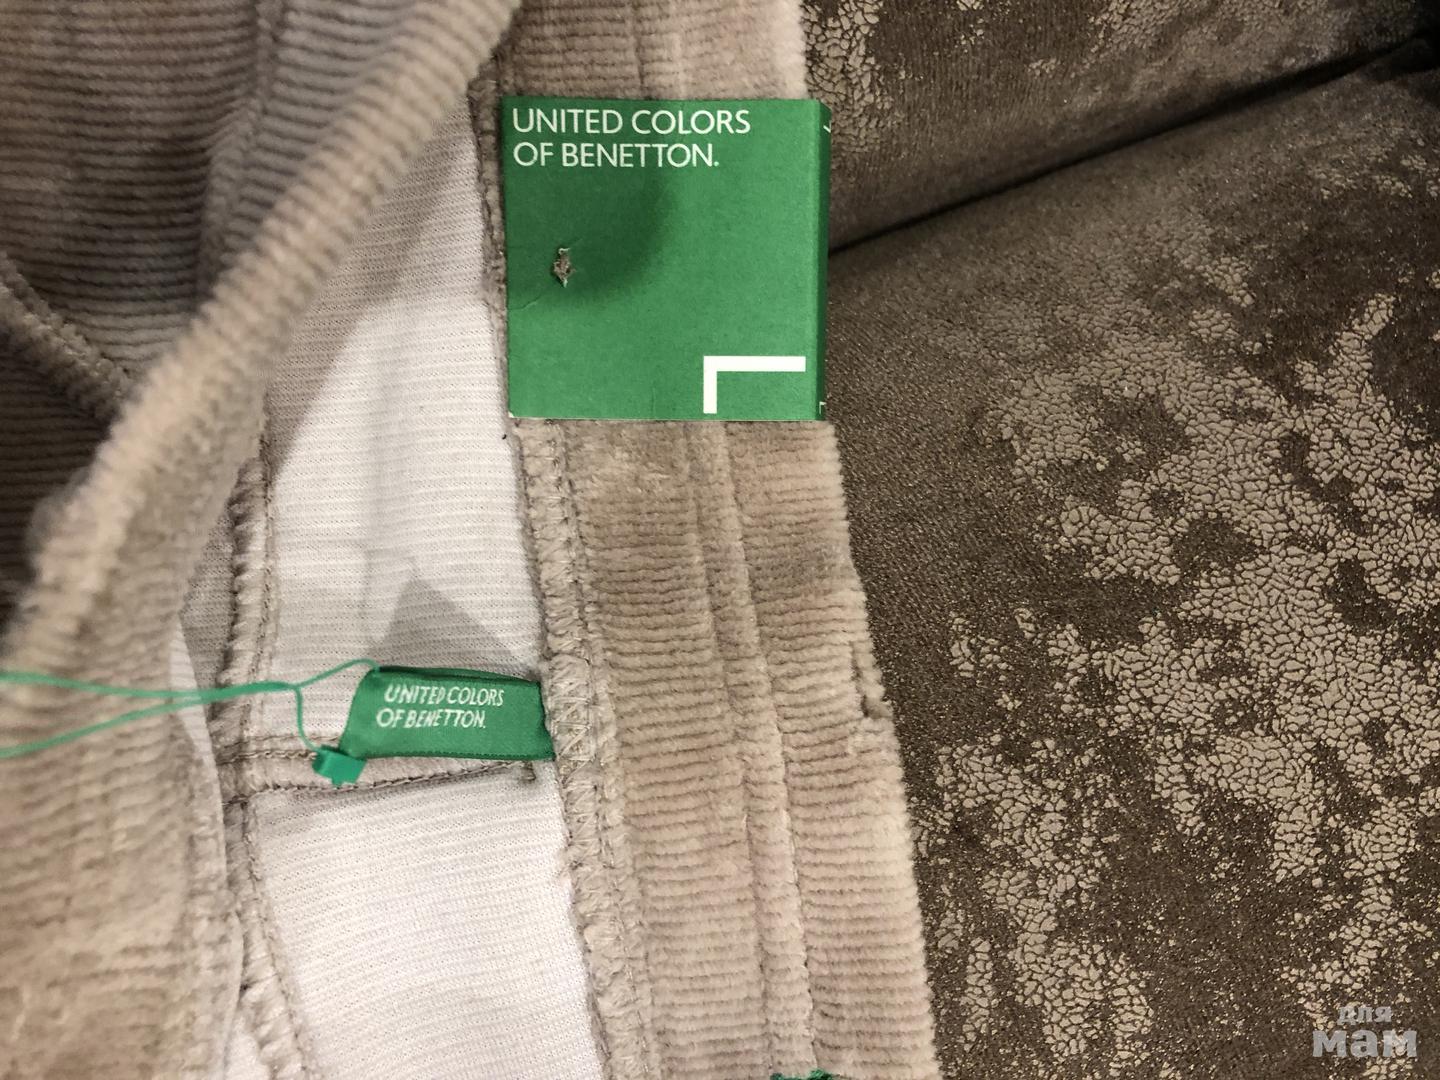 UNITED COLORS
OF BENETTON.
UNITED COLORS
OF BENETTON.
для
мам